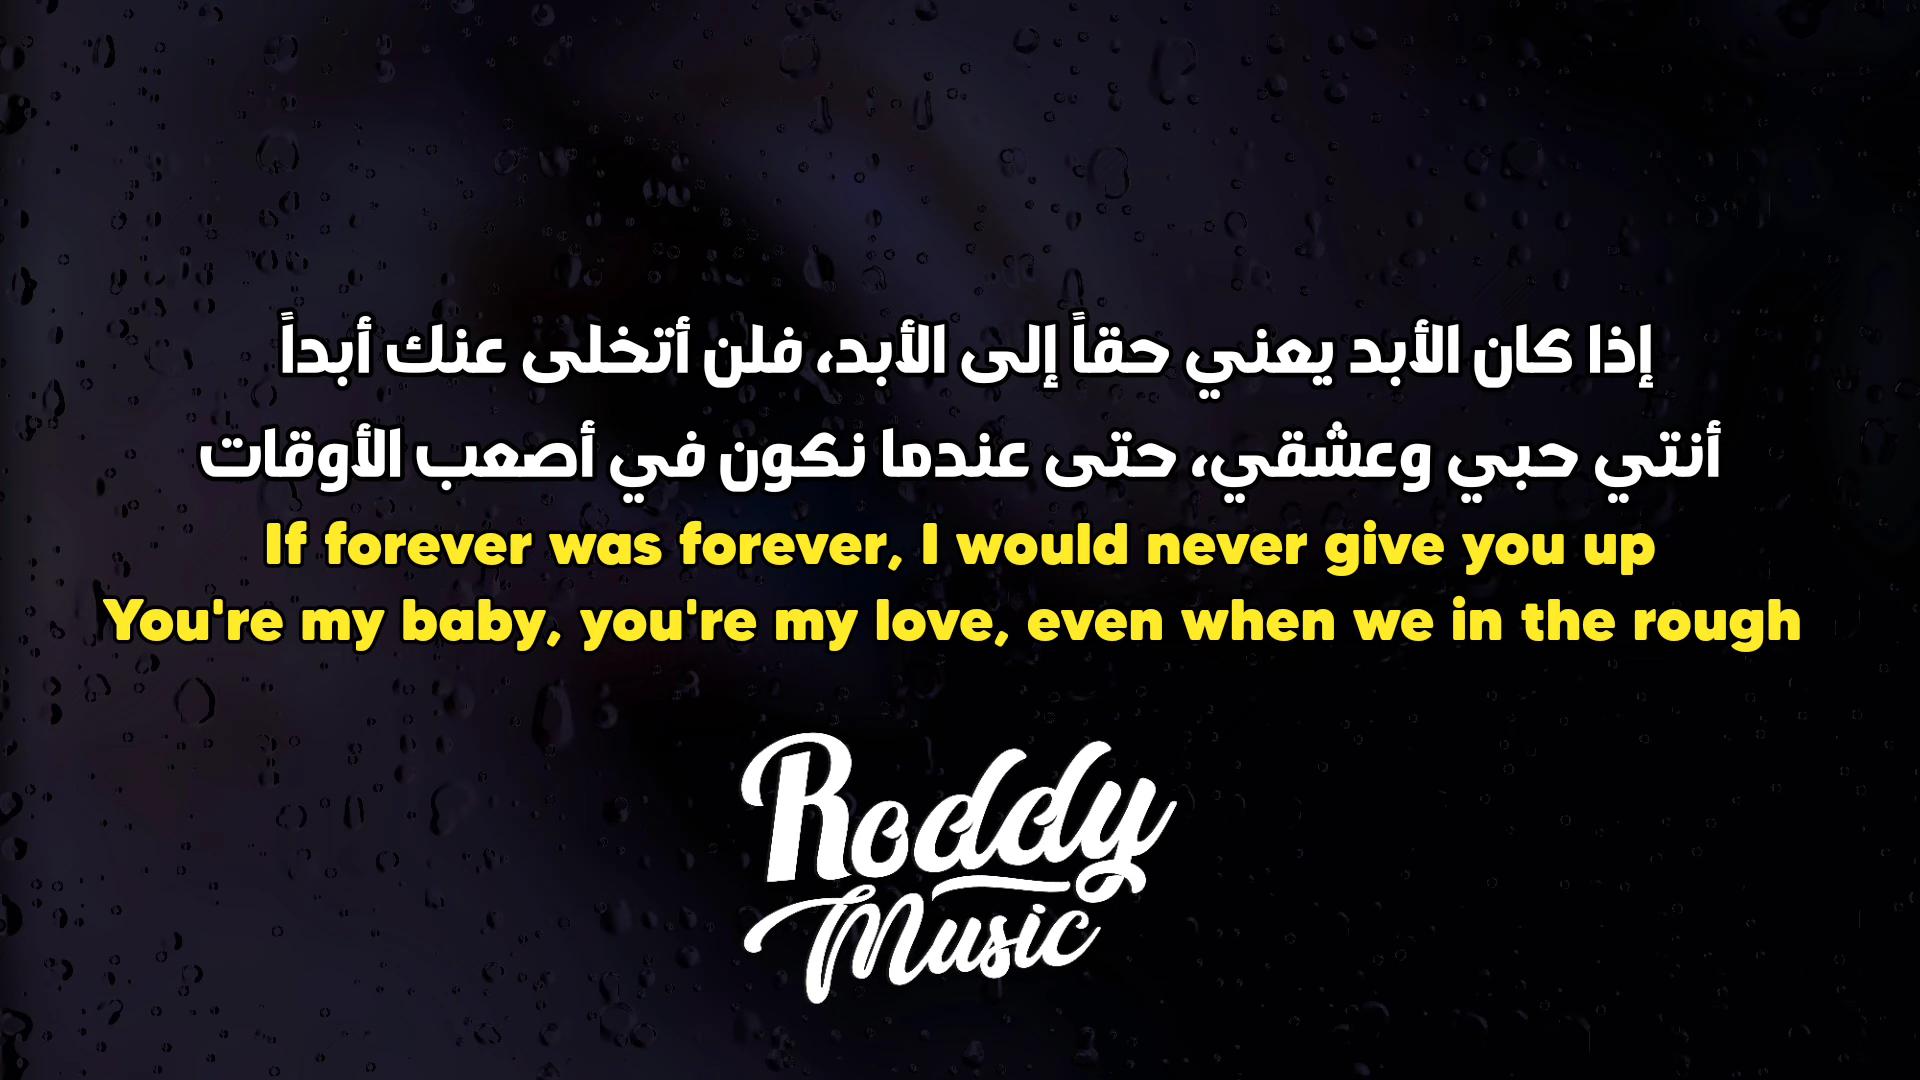 إذا كان الأبد يعني حقاً إلى الأبد، فلن أتخلى عنك أبداً
أنتي حبي وعشقي، حتى عندما نكون في أصعب الأوقات
If forever was forever, I would never give you up
You're my baby, you're my love, even when we in the rough
Roddy
Music